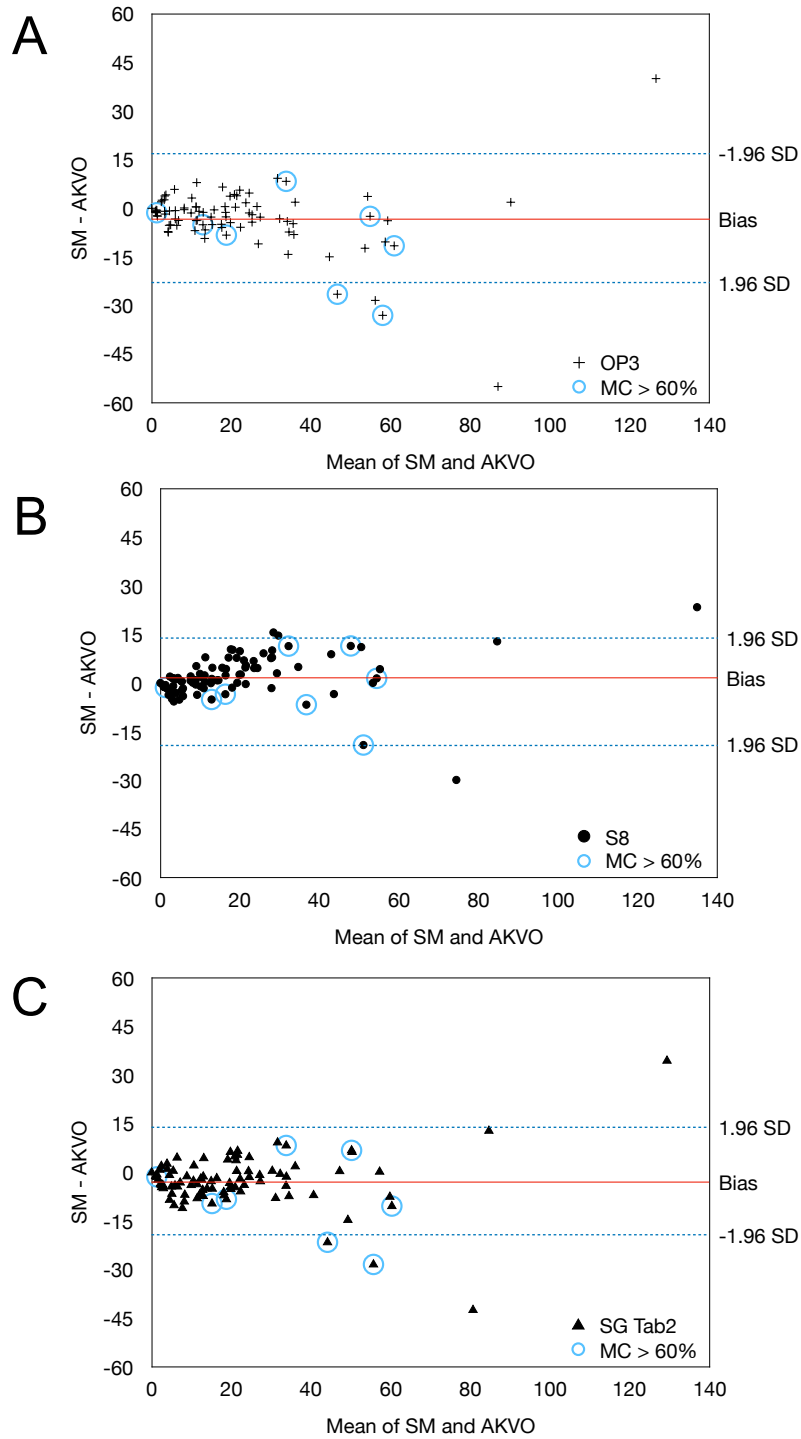 A
60
45
30
15
0
-15
-30
-45
-60
SM - AKVO
-1.96 SD
Bias
1.96 SD
OP3
MC > 60%
0 20 40 60 80 100 120 140
Mean of SM and AKVO
B
60
45
30
15
0
-15
-30
-45
-60
SM - AKVO
1.96 SD
Bias
1.96 SD
S8
MC > 60%
0 20 40 60 80 100 120 140
Mean of SM and AKVO
C
60
45
30
15
0
-15
-30
-45
-60
SM - AKVO
1.96 SD
Bias
-1.96 SD
SG Tab2
MC > 60%
0 20 40 60 80 100 120 140
Mean of SM and AKVO